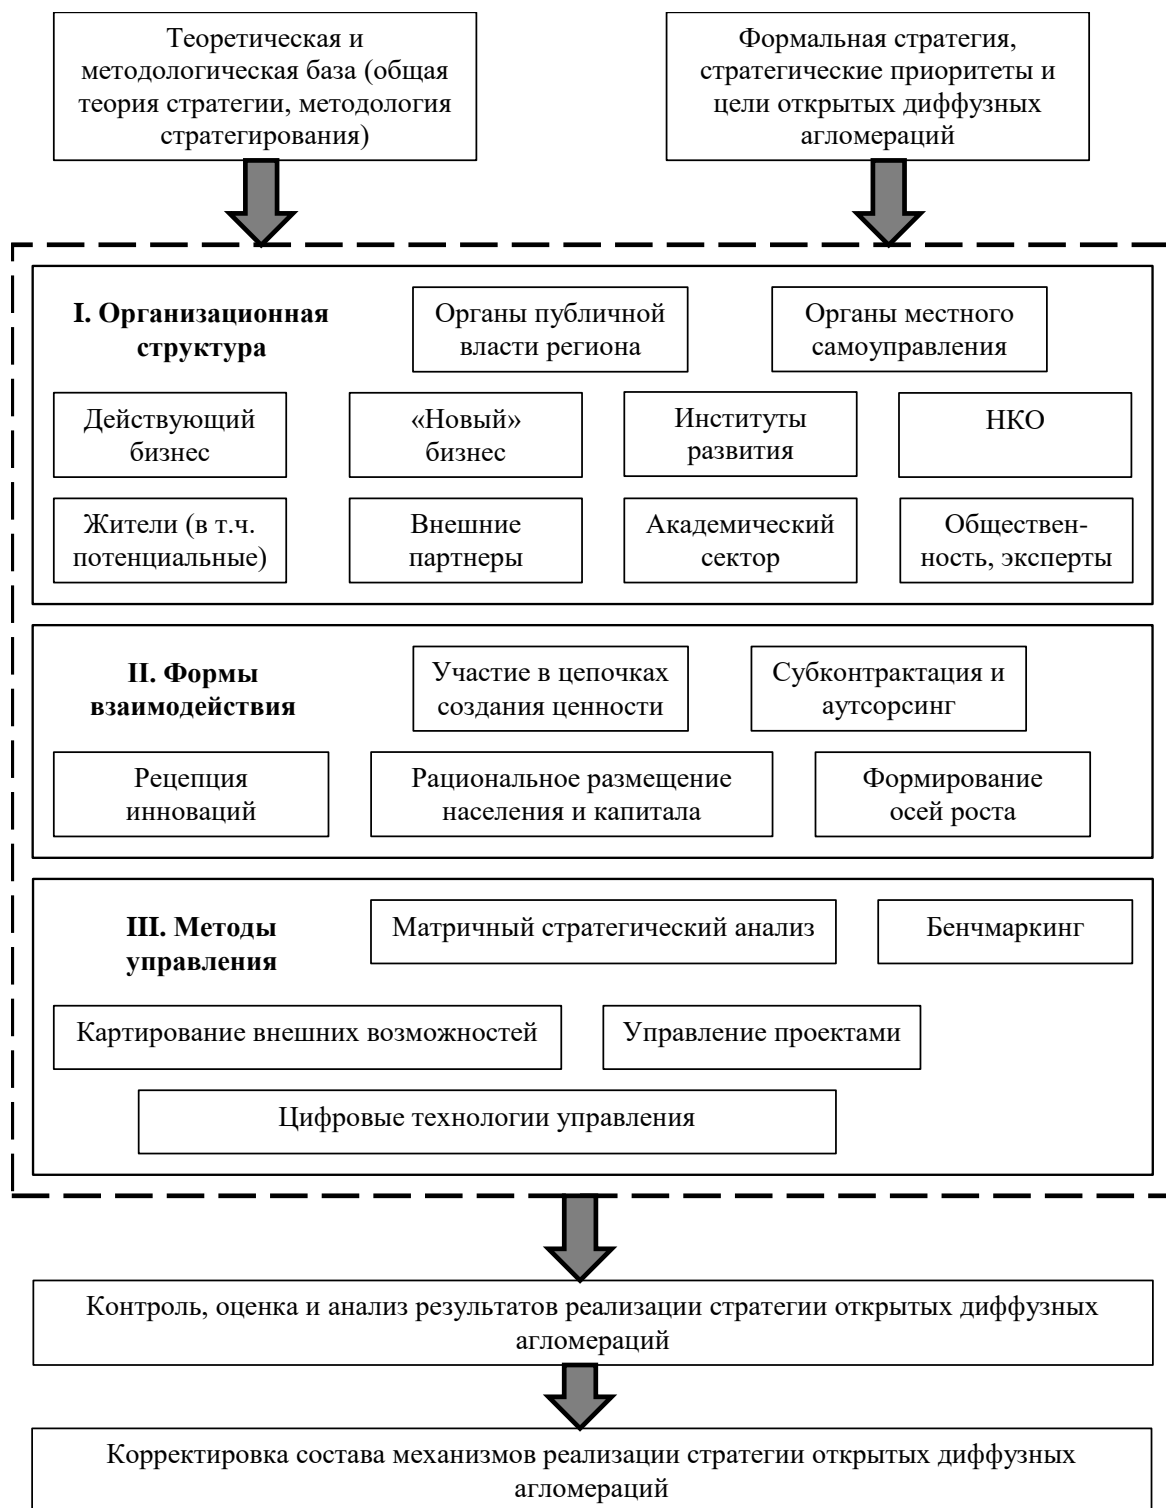 Теоретическая и
методологическая база (общая
теория стратегии, методология
стратегирования)
Формальная стратегия,
стратегические приоритеты и
цели открытых диффузных
агломераций
I. Организационная
структура
Органы публичной
власти региона
Органы местного
самоуправления
Действующий
бизнес
«Новый»
бизнес
Институты
развития
НКО
Жители (в т.ч.
потенциальные)
Внешние
партнеры
Академический
сектор
Обществен-
ность, эксперты
II. Формы
взаимодействия
Участие в цепочках
создания ценности
Субконтрактация и
аутсорсинг
Рецепция
инноваций
Рациональное размещение
населения и капитала
Формирование
осей роста
III. Методы
управления
Матричный стратегический анализ
Бенчмаркинг
Картирование внешних возможностей
Управление проектами
Цифровые технологии управления
Контроль, оценка и анализ результатов реализации стратегии открытых диффузных
агломераций
Корректировка состава механизмов реализации стратегии открытых диффузных
агломераций